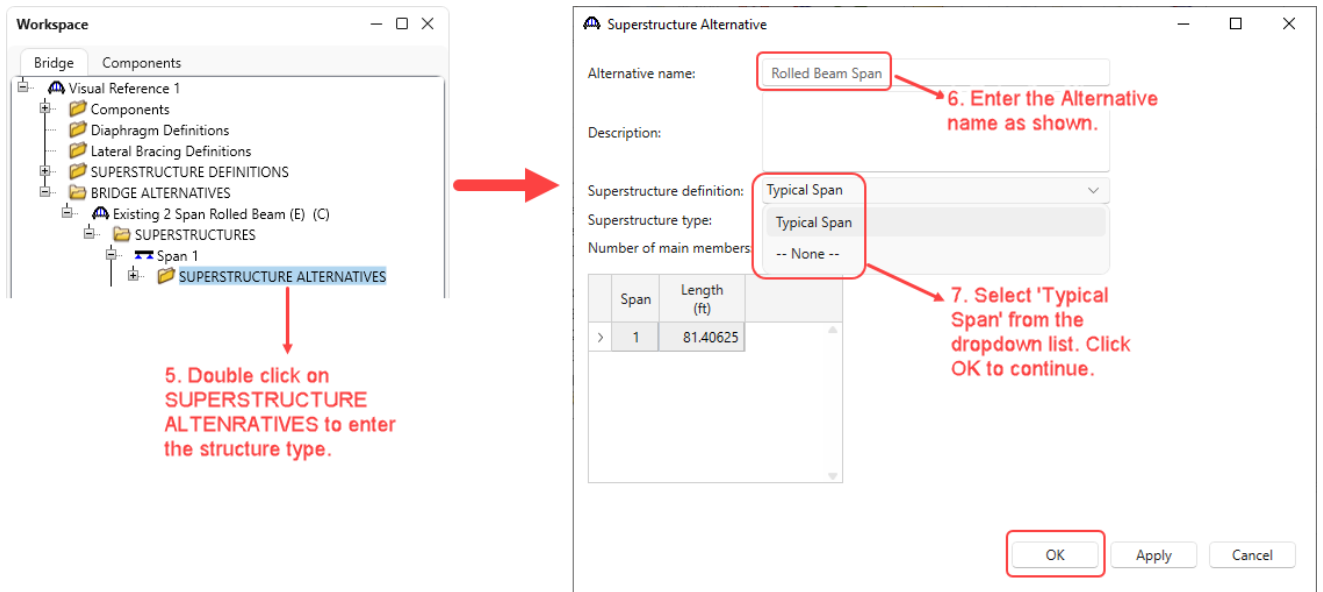 Workspace
Bridge
Components
Visual Reference 1
Components
Diaphragm Definitions
Lateral Bracing Definitions
SUPERSTRUCTURE DEFINITIONS
BRIDGE ALTERNATIVES
Existing 2 Span Rolled Beam (E) (C)
SUPERSTRUCTURES
Span 1
SUPERSTRUCTURE ALTERNATIVES
5. Double click on
SUPERSTRUCTURE
ALTENRATIVES to enter
the structure type.
Superstructure Alternative
Alternative name:
Rolled Beam Span
6. Enter the Alternative
name as shown.
Description:
Superstructure definition:
Typical Span
Superstructure type:
Typical Span
Number of main members
-- None --
7. Select 'Typical
Span' from the
dropdown list. Click
OK to continue.
Span
Length
(ft)
1
81.40625
OK
Apply
Cancel